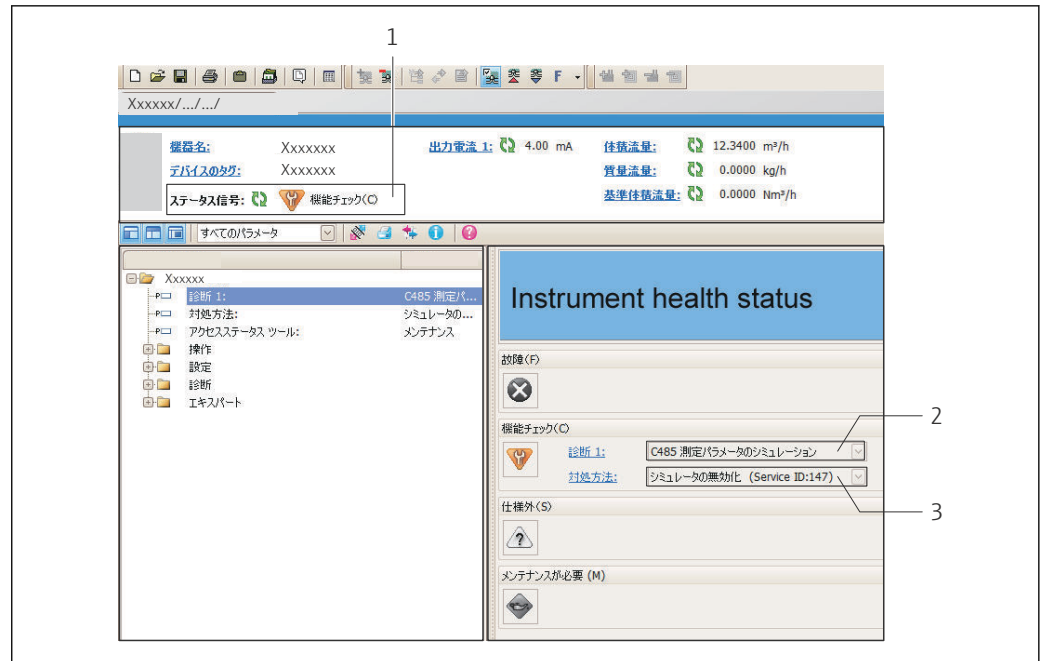 1
F
Xxxxxx/.../.../
機器名: Xxxxxxx 出力電流 1: 4.00 mA 体積流量: 12.3400 m³/h
デバイスのタグ: Xxxxxxx 質量流量: 0.0000 kg/h
ステータス信号: 機能チェック(C) 基準体積流量: 0.0000 Nm³/h
すべてのパラメータ
Xxxxxx
診断 1: C485 測定パ...
対処方法: シミュレータの...
アクセスステータス ツール: メンテナンス
操作
設定
診断
エキスパート
Instrument health status
故障(F)
機能チェック(C)
診断 1: C485 測定パラメータのシミュレーション
2
対処方法: シミュレータの無効化 (Service ID:147)
3
仕様外(S)
メンテナンスが必要 (M)